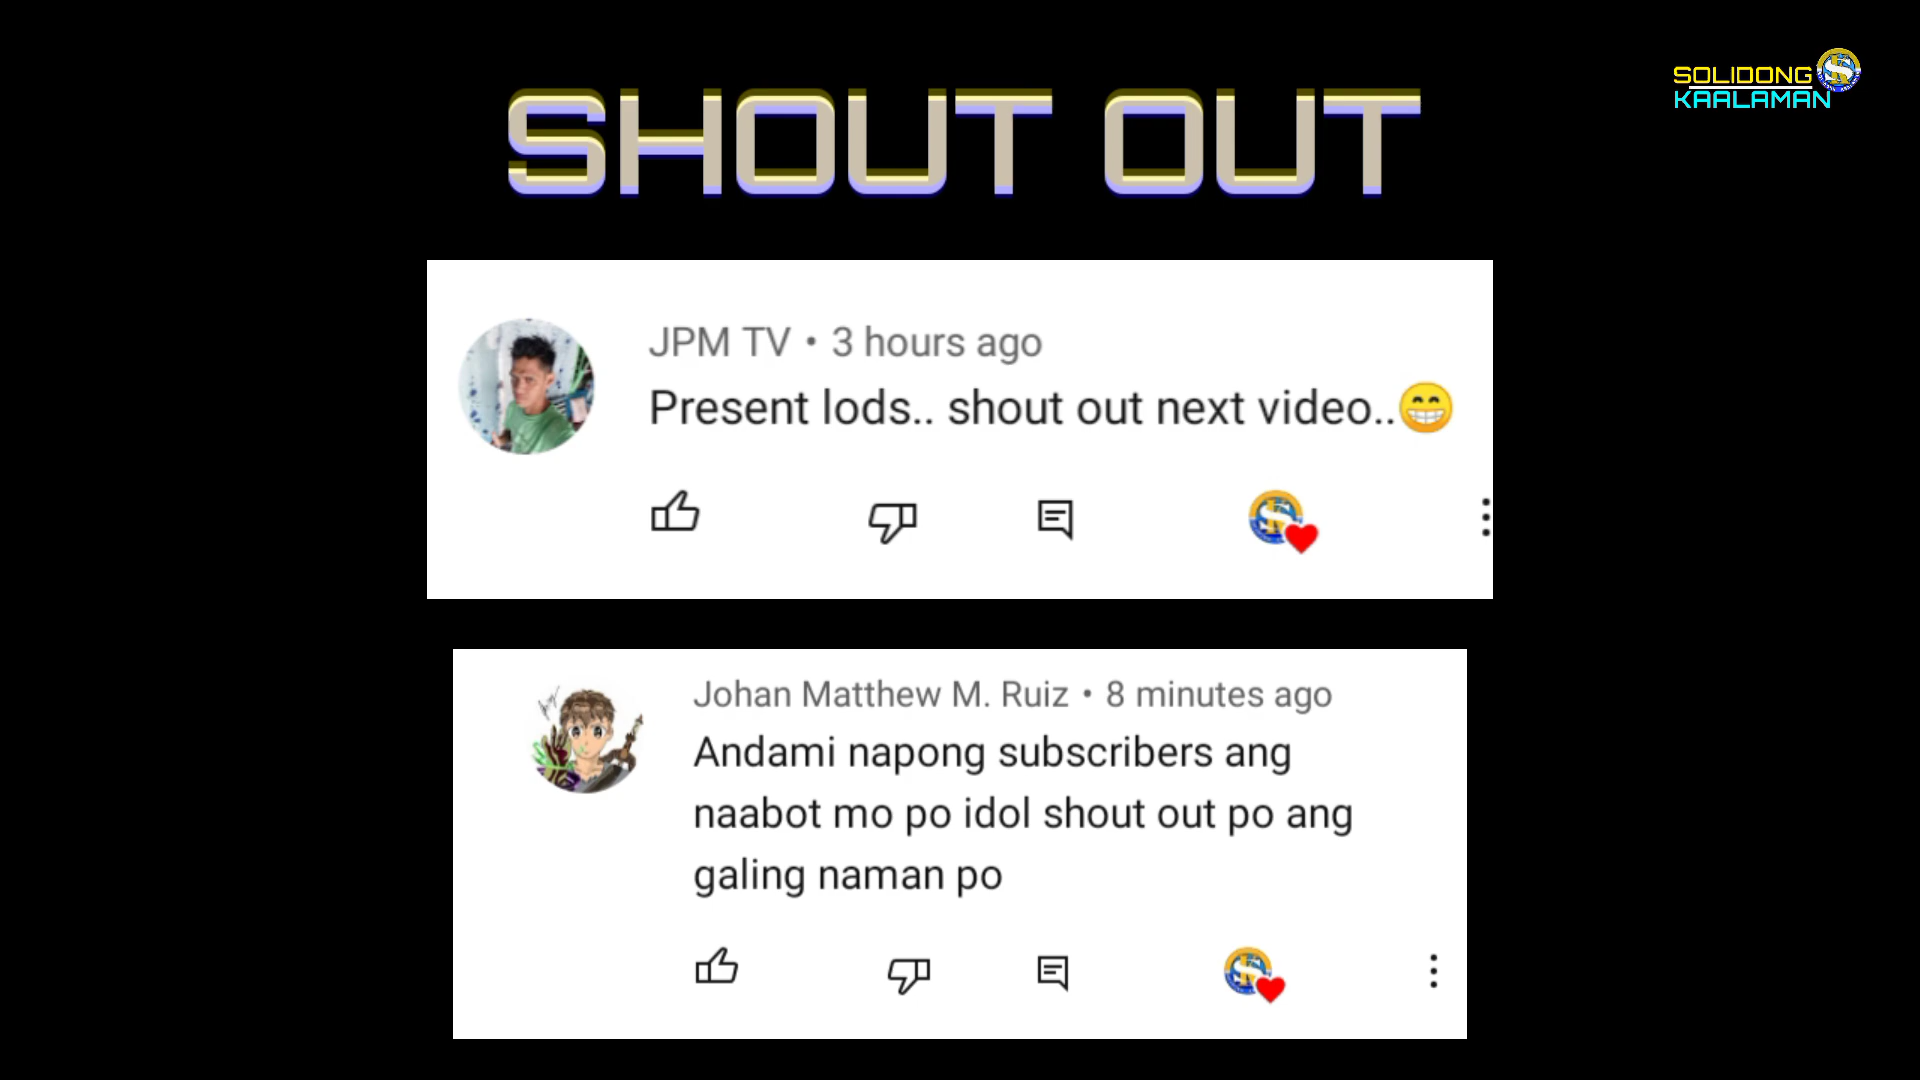 SHOUT OUT
SOLIDONG
KAALAMAN
JPM TV • 3 hours ago
Present lods.. shout out next video..😁
Johan Matthew M. Ruiz • 8 minutes ago
Andami napong subscribers ang
naabot mo po idol shout out po ang
galing naman po